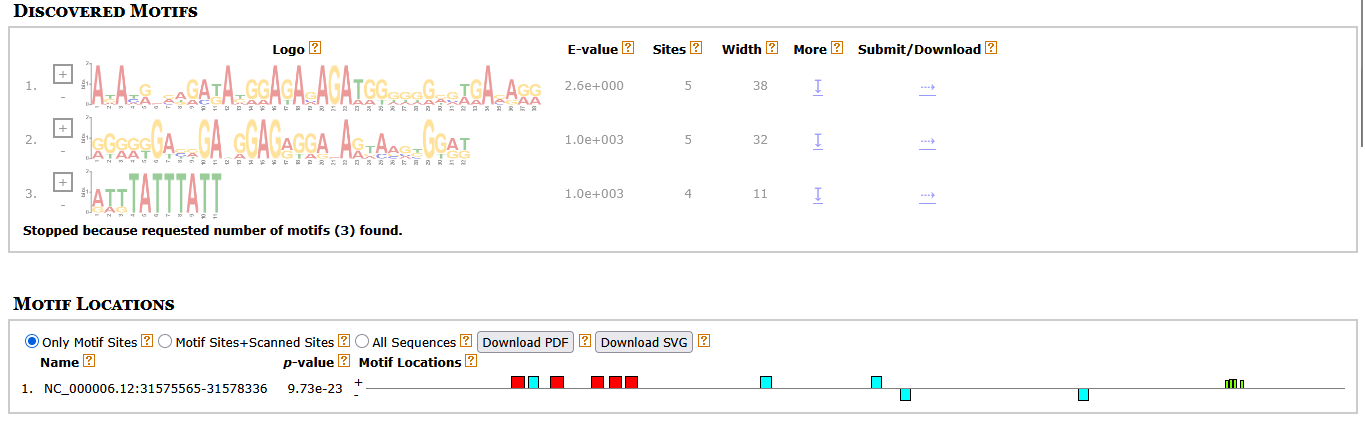 DISCOVERED MOTIFS
Logo ? E-value ? Sites ? Width ? More ? Submit/Download ?
1. + - 2.6e+000 5 38 ↧ ⇢
2. + - 1.0e+003 5 32 ↧ ⇢
3. + - ATTTATTTATT 1.0e+003 4 11 ↧ ⇢
Stopped because requested number of motifs (3) found.
MOTIF LOCATIONS
Only Motif Sites ? Motif Sites+Scanned Sites ? All Sequences ? Download PDF ? Download SVG ?
Name ? p-value ? Motif Locations ?
1. NC_000006.12:31575565-31578336 9.73e-23 + -